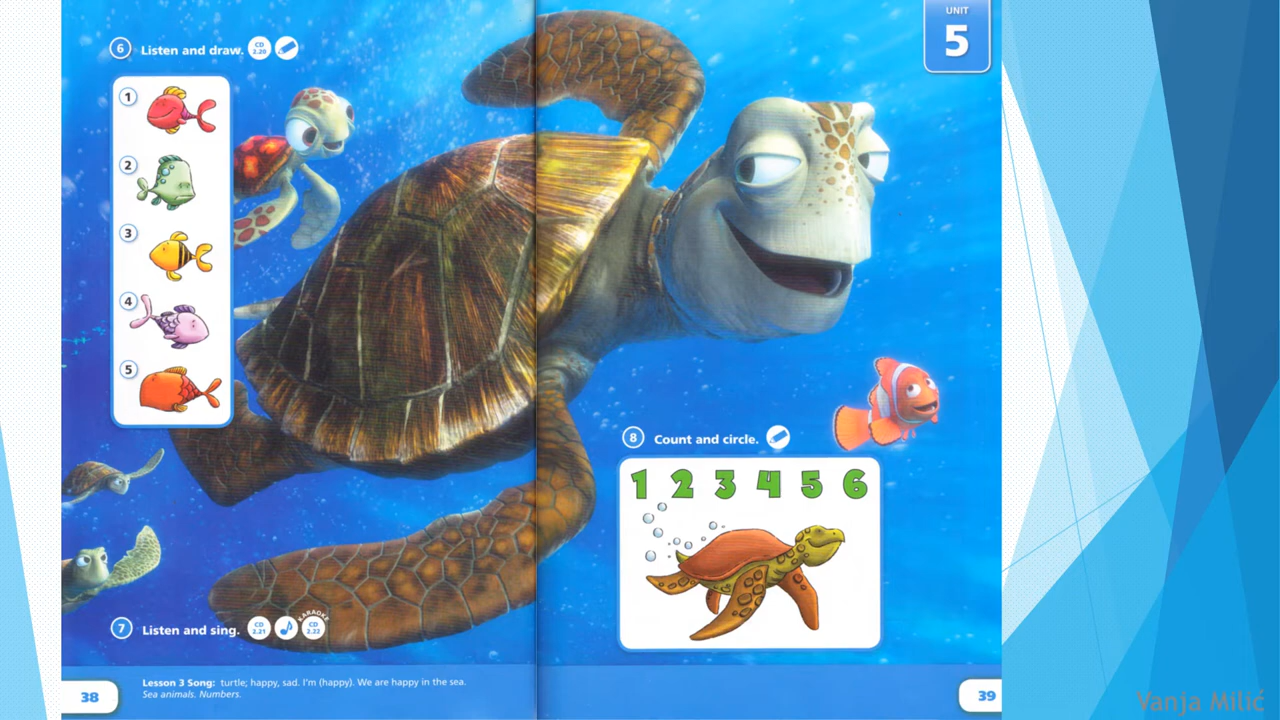 6 Listen and draw. CD 2.20
1
2
3
4
5
7 Listen and sing. CD 2.21 KARAOKE CD 2.22
Lesson 3 Song: turtle; happy, sad. I'm (happy). We are happy in the sea.
Sea animals. Numbers.
38
UNIT
5
8 Count and circle.
1 2 3 4 5 6
39
Vanja Milić